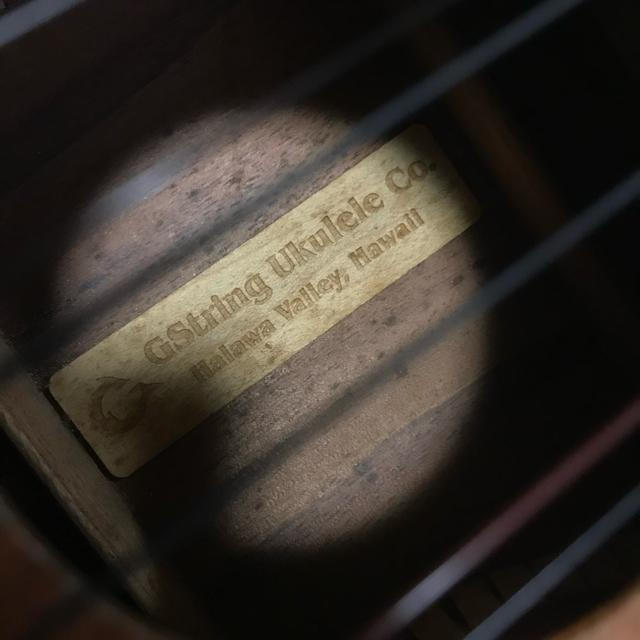 GString Ukulele Co.
Halawa Valley, Hawaii